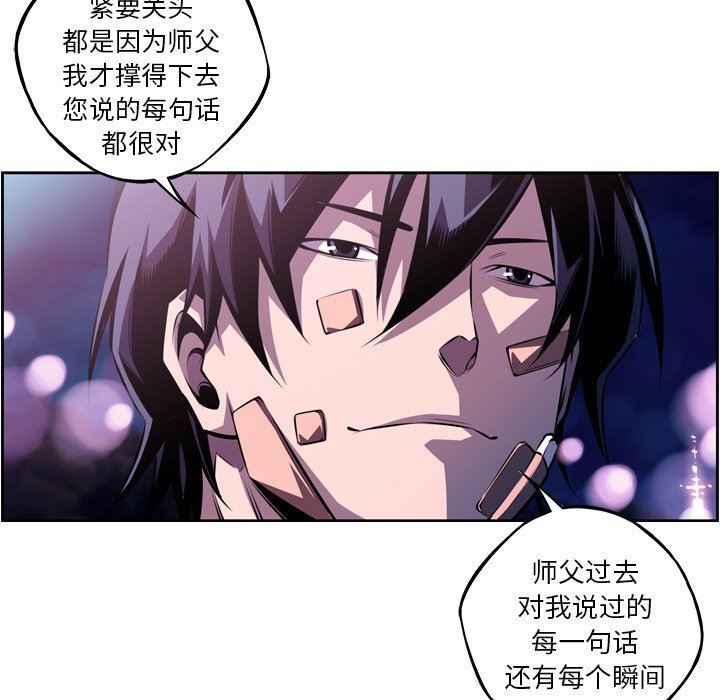 紧要关头
都是因为师父
我才撑得下去
您说的每句话
都很对
师父过去
对我说过的
每一句话
还有每个瞬间